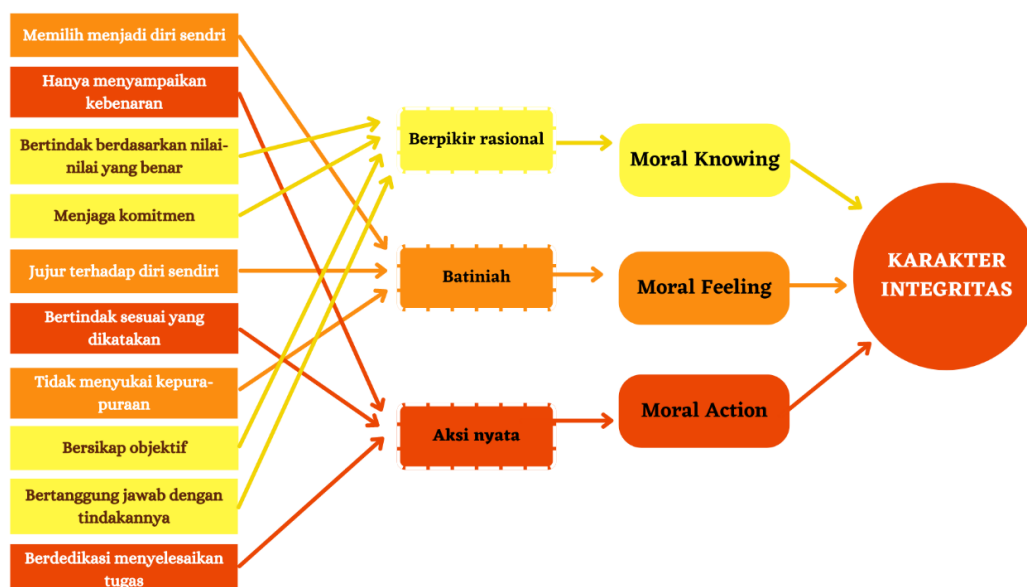 Memilih menjadi diri sendri
Hanya menyampaikan
kebenaran
Bertindak berdasarkan nilai-
nilai yang benar
Menjaga komitmen
Jujur terhadap diri sendiri
Bertindak sesuai yang
dikatakan
Tidak menyukai kepura-
puraan
Bersikap objektif
Bertanggung jawab dengan
tindakannya
Berdedikasi menyelesaikan
tugas
Berpikir rasional
Batiniah
Aksi nyata
Moral Knowing
Moral Feeling
Moral Action
KARAKTER
INTEGRITAS